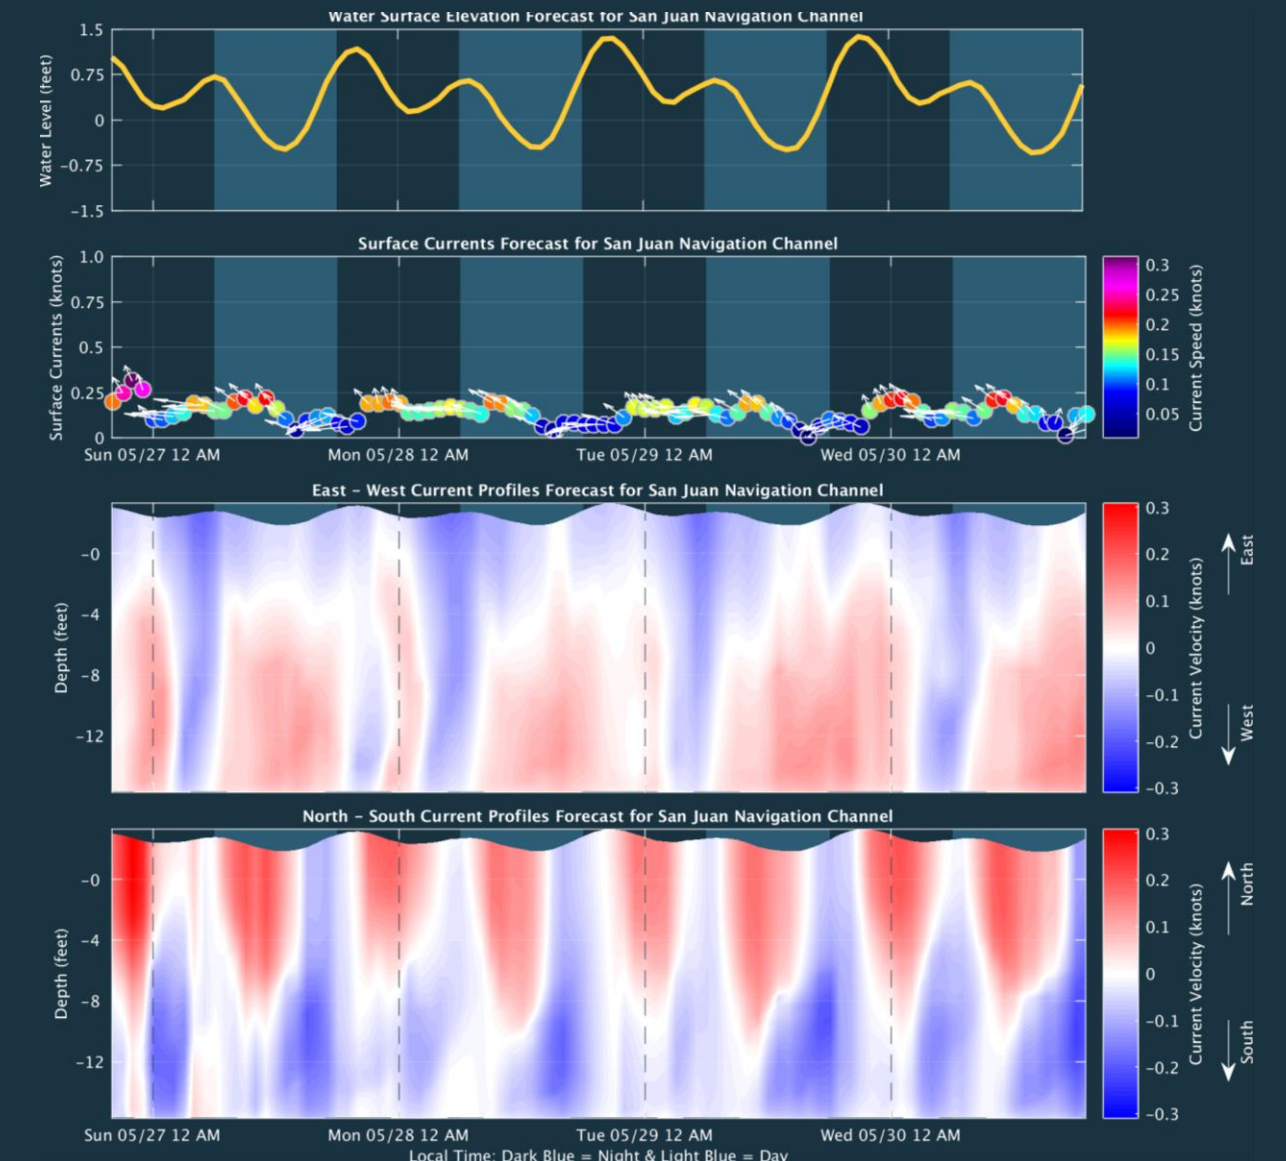 Water Surface Elevation Forecast for San Juan Navigation Channel
1.5
0.75
0
−0.75
−1.5
Water Level (feet)
Surface Currents Forecast for San Juan Navigation Channel
1.0
0.75
0.5
0.25
0
Surface Currents (knots)
Sun 05/27 12 AM
Mon 05/28 12 AM
Tue 05/29 12 AM
Wed 05/30 12 AM
0.3
0.25
0.2
0.15
0.1
0.05
Current Speed (knots)
East − West Current Profiles Forecast for San Juan Navigation Channel
−0
−4
−8
−12
Depth (feet)
0.3
0.2
0.1
0
−0.1
−0.2
−0.3
Current Velocity (knots)
East
West
North − South Current Profiles Forecast for San Juan Navigation Channel
−0
−4
−8
−12
Depth (feet)
0.3
0.2
0.1
0
−0.1
−0.2
−0.3
Current Velocity (knots)
North
South
Sun 05/27 12 AM
Mon 05/28 12 AM
Tue 05/29 12 AM
Wed 05/30 12 AM
Local Time: Dark Blue = Night & Light Blue = Day